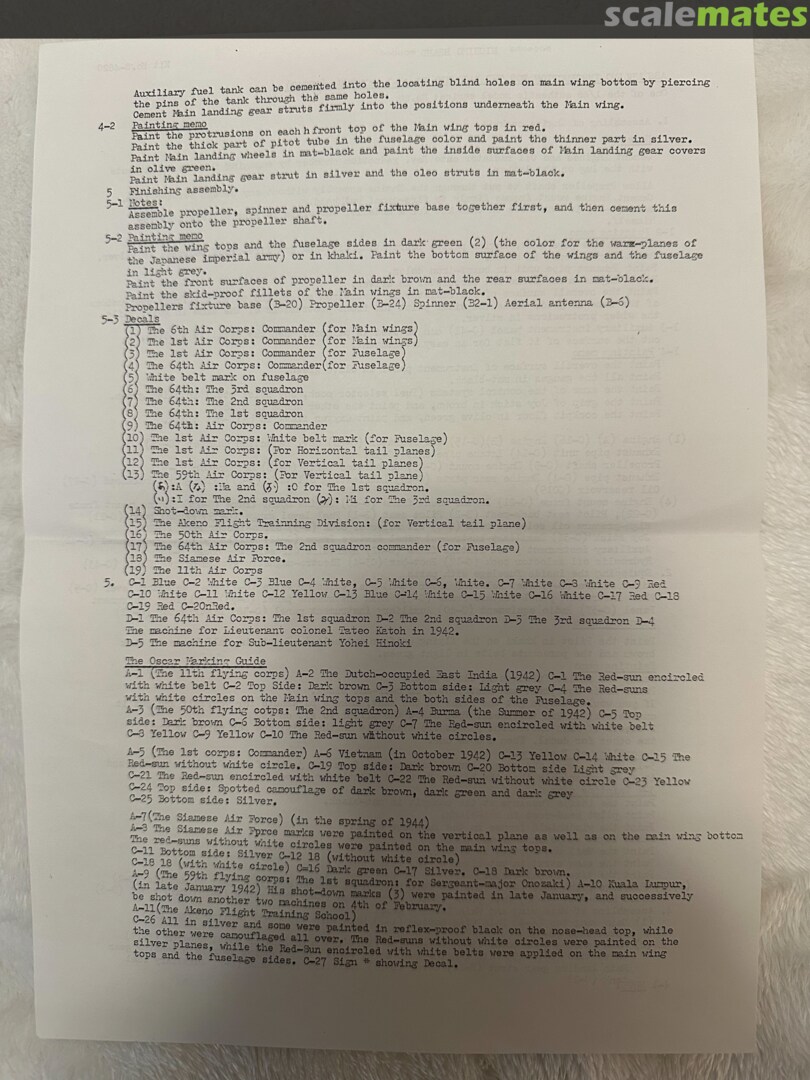 scalemates
Auxiliary fuel tank can be cemented into the locating blind holes on main wing bottom by piercing
the pins of the tank through the same holes.
Cement Main landing gear struts firmly into the positions underneath the Main wing.
4-2 Painting memo
Paint the protrusions on each h front top of the Main wing tops in red.
Paint the thick part of pitot tube in the fuselage color and paint the thinner part in silver.
Paint Main landing wheels in mat-black and paint the inside surfaces of Main landing gear covers
in olive green.
Paint Main landing gear strut in silver and the oleo struts in mat-black.
5 Finishing assembly.
5-1 Notes:
Assemble propeller, spinner and propeller fixture base together first, and then cement this
assembly onto the propeller shaft.
5-2 Painting memo
Paint the wing tops and the fuselage sides in dark green (2) (the color for the warm-planes of
the Japanese imperial army) or in khaki. Paint the bottom surface of the wings and the fuselage
in light grey.
Paint the front surfaces of propeller in dark brown and the rear surfaces in mat-black.
Paint the skid-proof fillets of the Main wings in mat-black.
Propellers fixture base (B-20) Propeller (B-24) Spinner (B2-1) Aerial antenna (B-6)
5-3 Decals
(1) The 6th Air Corps: Commander (for Main wings)
(2) The 1st Air Corps: Commander (for Main wings)
(3) The 1st Air Corps: Commander (for Fuselage)
(4) The 64th Air Corps: Commander(for Fuselage)
(5) White belt mark on fuselage
(6) The 64th: The 3rd squadron
(7) The 64th: The 2nd squadron
(8) The 64th: The 1st squadron
(9) The 64th: Air Corps: Commander
(10) The 1st Air Corps: White belt mark (for Fuselage)
(11) The 1st Air Corps: (For Horizontal tail planes)
(12) The 1st Air Corps: (for Vertical tail planes)
(13) The 59th Air Corps: (For Vertical tail plane)
:A :Na and :O for The 1st squadron.
(い): I for The 2nd squadron : Mi for The 3rd squadron.
(14) Shot-down mark.
(15) The Akeno Flight Trainning Division: (for Vertical tail plane)
(16) The 50th Air Corps.
(17) The 64th Air Corps: The 2nd squadron commander (for Fuselage)
(18) The Siamese Air Force.
(19) The 11th Air Corps
5. C-1 Blue C-2 White C-3 Blue C-4 White, C-5 White C-6, White. C-7 White C-8 White C-9 Red
C-10 White C-11 White C-12 Yellow C-13 Blue C-14 White C-15 White C-16 White C-17 Red C-18
C-19 Red C-20nRed.
D-1 The 64th Air Corps: The 1st squadron D-2 The 2nd squadron D-3 The 3rd squadron D-4
The machine for Lieutenant colonel Tateo Katoh in 1942.
D-5 The machine for Sub-lieutenant Yohei Hinoki
The Oscar Marking Guide
A-1 (The 11th flying corps) A-2 The Dutch-occupied East India (1942) C-1 The Red-sun encircled
with white belt C-2 Top Side: Dark brown C-3 Bottom side: Light grey C-4 The Red-suns
with white circles on the Main wing tops and the both sides of the Fuselage.
A-3 (The 50th flying cotps: The 2nd squadron) A-4 Burma (the Summer of 1942) C-5 Top
side: Dark brown C-6 Bottom side: light grey C-7 The Red-sun encircled with white belt
C-8 Yellow C-9 Yellow C-10 The Red-sun without white circles.
A-5 (The 1st corps: Commander) A-6 Vietnam (in October 1942) C-13 Yellow C-14 White C-15 The
Red-sun without white circle. C-19 Top side: Dark brown C-20 Bottom side Light grey
C-21 The Red-sun encircled with white belt C-22 The Red-sun without white circle C-23 Yellow
C-24 Top side: Spotted camouflage of dark brown, dark green and dark grey
C-25 Bottom side: Silver.
A-7(The Siamese Air Force) (in the spring of 1944)
A-8 The Siamese Air Fprce marks were painted on the vertical plane as well as on the main wing bottom
The red-suns without white circles were painted on the main wing tops.
C-11 Bottom side: Silver C-12 18 (without white circle)
C-18 18 (with white circle) C=16 Dark green C-17 Silver. C-18 Dark brown.
A-9 (The 59th flying corps: The 1st squadron: for Sergeant-major Onozaki) A-10 Kuala Lumpur,
(in late January 1942) His shot-down marks (3) were painted in late January, and successively
be shot down another two machines on 4th of February.
A-11(The Akeno Flight Training School)
C-26 All in silver and some were painted in reflex-proof black on the nose-head top, while
the other were camouflaged all over. The Red-suns without white circles were painted on the
silver planes, while the Red-Sun encircled with white belts were applied on the main wing
tops and the fuselage sides. C-27 Sign * showing Decal.